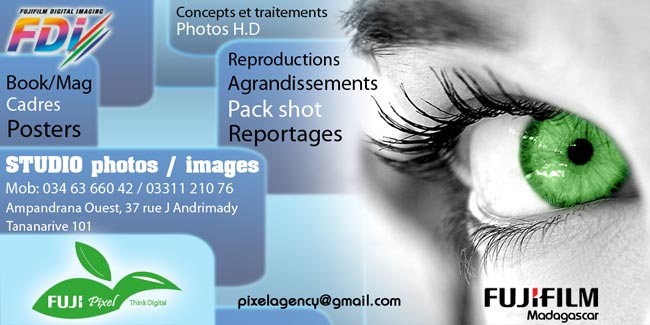 FUJIFILM DIGITAL IMAGING
FDi
Concepts et traitements
Photos H.D
Book/Mag
Cadres
Posters
Reproductions
Agrandissements
Pack shot
Reportages
STUDIO photos / images
Mob: 034 63 660 42 / 03311 210 76
Ampandrana Ouest, 37 rue J Andrimady
Tananarive 101
FUJI Pixel Think Digital
pixelagency@gmail.com
FUJIFILM
Madagascar